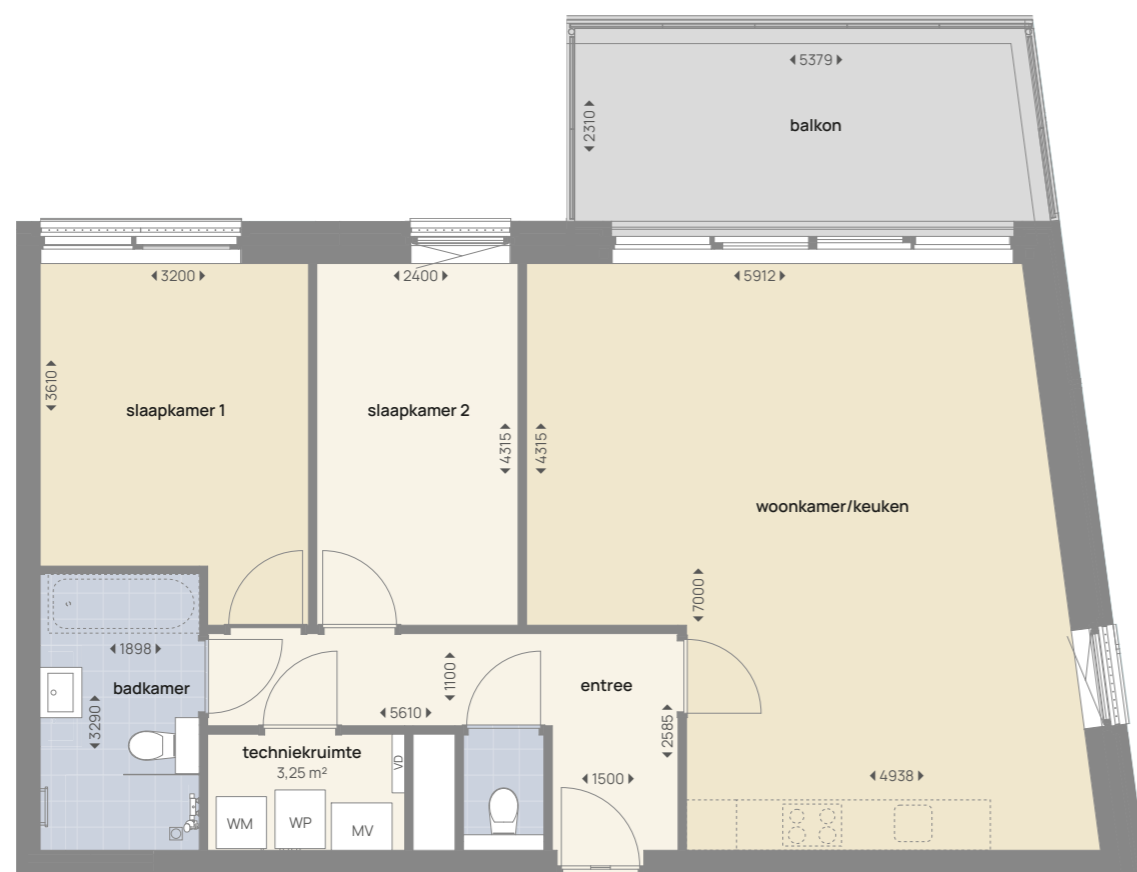 5379
2310
balkon
3200
2400
5912
3610
slaapkamer 1
slaapkamer 2
4315
4315
woonkamer/keuken
7000
1898
badkamer
3290
1100
entree
5610
2585
techniekruimte
3,25 m²
VD
1500
4938
WM
WP
MV